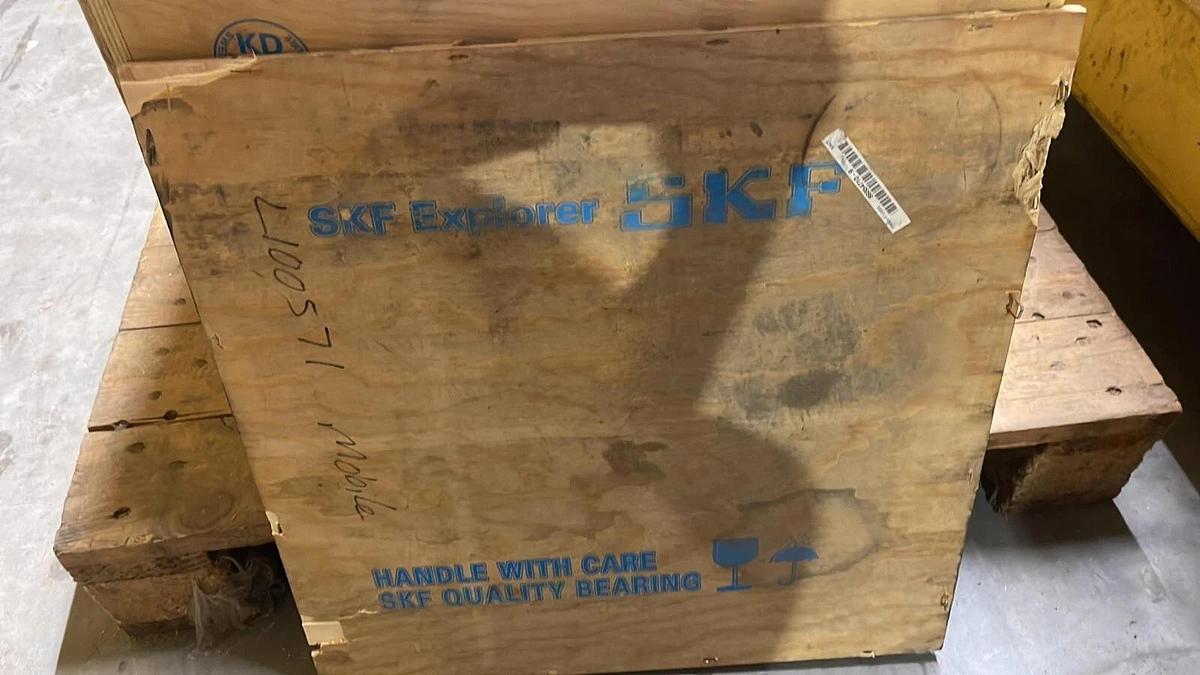 KD
SKF Explorer SKF
L100571 Mobile
HANDLE WITH CARE
SKF QUALITY BEARING